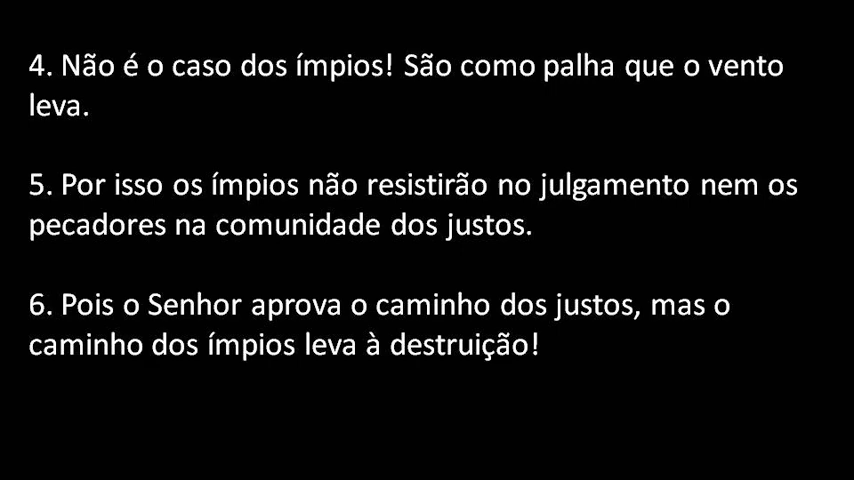 4. Não é o caso dos ímpios! São como palha que o vento
leva.
5. Por isso os ímpios não resistirão no julgamento nem os
pecadores na comunidade dos justos.
6. Pois o Senhor aprova o caminho dos justos, mas o
caminho dos ímpios leva à destruição!